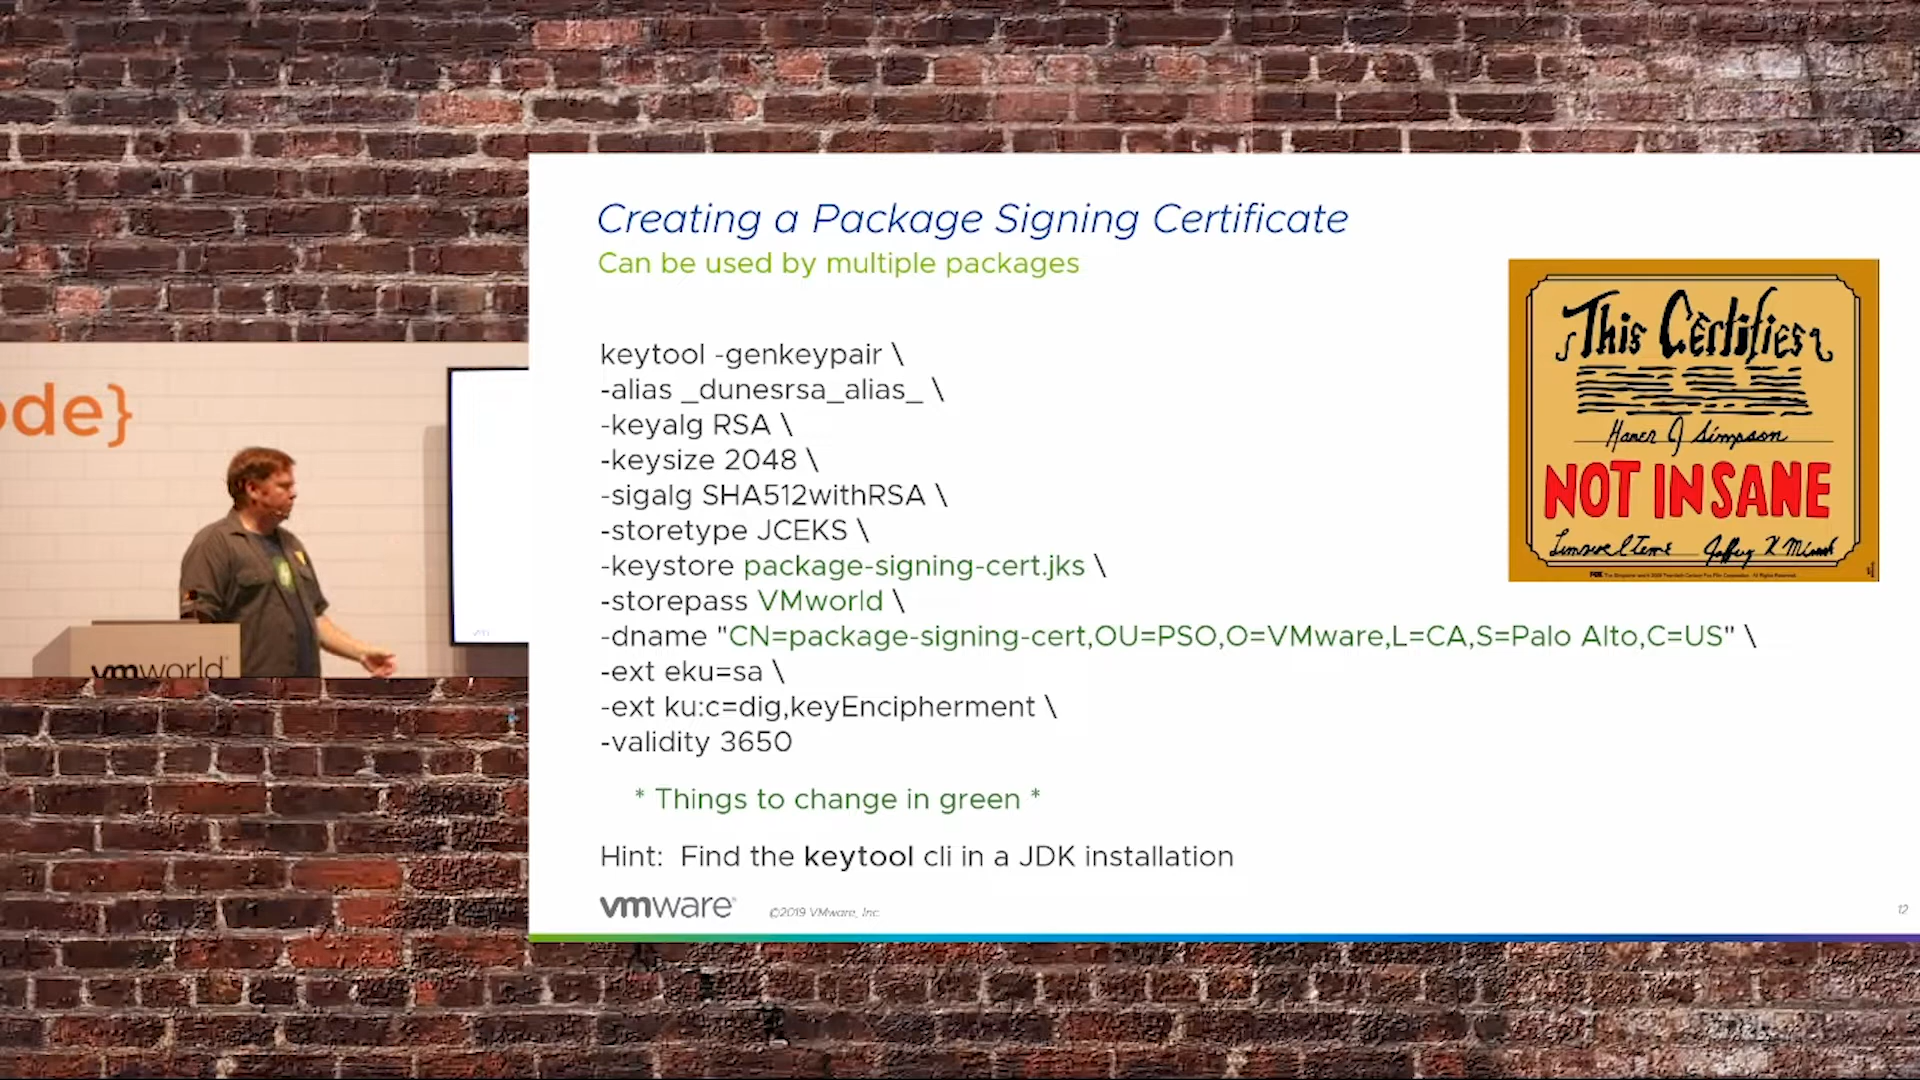 Creating a Package Signing Certificate
Can be used by multiple packages
keytool -genkeypair \
-alias _dunesrsa_alias_ \
-keyalg RSA \
-keysize 2048 \
-sigalg SHA512withRSA \
-storetype JCEKS \
-keystore package-signing-cert.jks \
-storepass VMworld \
-dname "CN=package-signing-cert,OU=PSO,O=VMware,L=CA,S=Palo Alto,C=US" \
-ext eku=sa \
-ext ku:c=dig,keyEncipherment \
-validity 3650
* Things to change in green *
Hint: Find the keytool cli in a JDK installation
vmware®
©2019 VMware, Inc.
12
This Certifies
Homer J Simpson
NOT INSANE
ode}
vmworld®